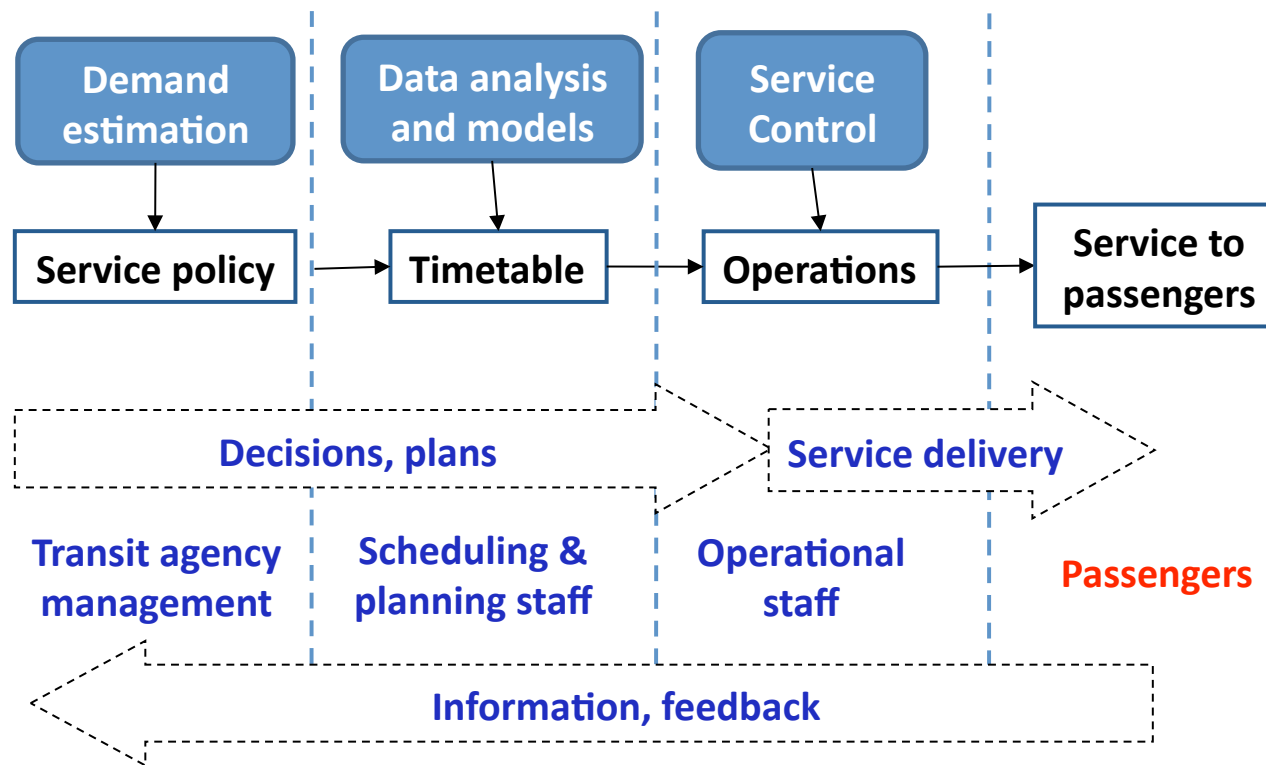 Demand
estimation
Data analysis
and models
Service
Control
Service policy
Timetable
Operations
Service to
passengers
Decisions, plans
Service delivery
Transit agency
management
Scheduling &
planning staff
Operational
staff
Passengers
Information, feedback